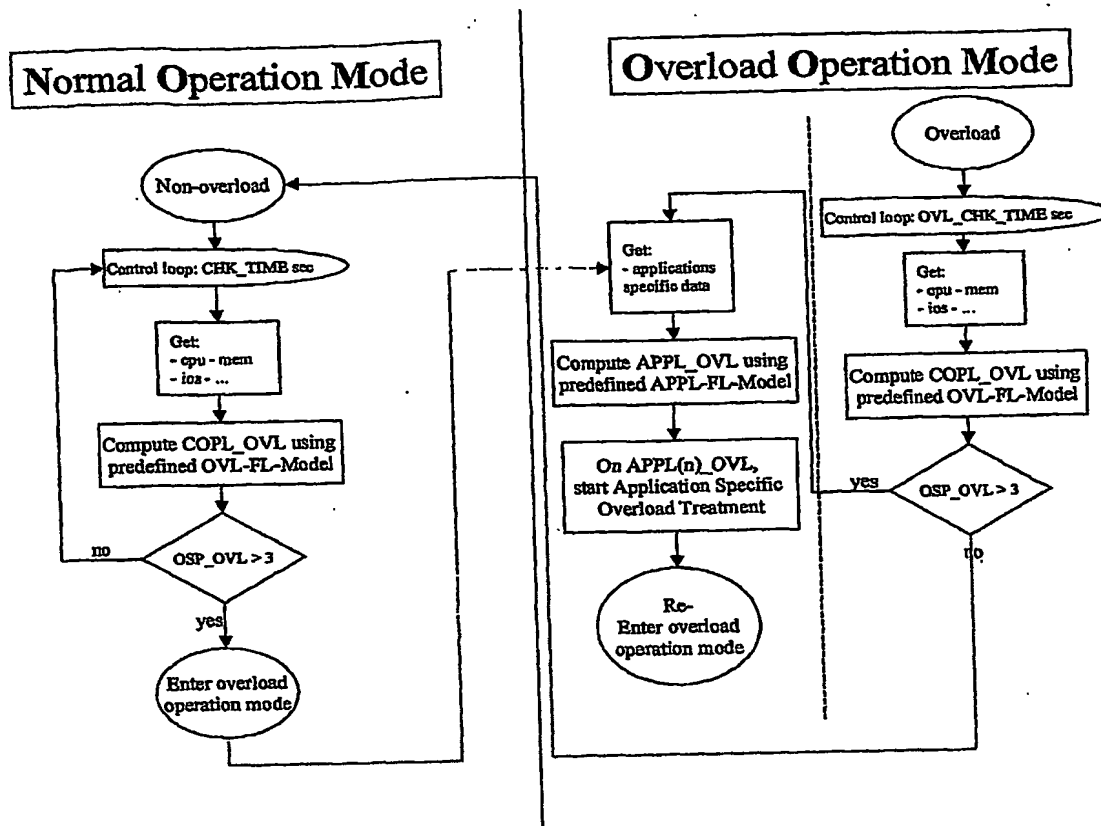 Normal Operation Mode
Non-overload
Control loop: CHK_TIME sec
Get:
- cpu - mem
- ios - ...
Compute COPL_OVL using
predefined OVL-FL-Model
OSP_OVL > 3
no
yes
Enter overload
operation mode
Overload Operation Mode
Get:
- applications
specific data
Compute APPL_OVL using
predefined APPL-FL-Model
On APPL(n)_OVL,
start Application Specific
Overload Treatment
Re-
Enter overload
operation mode
Overload
Control loop: OVL_CHK_TIME sec
Get:
- cpu - mem
- ios - ...
Compute COPL_OVL using
predefined OVL-FL-Model
yes
OSP_OVL > 3
no